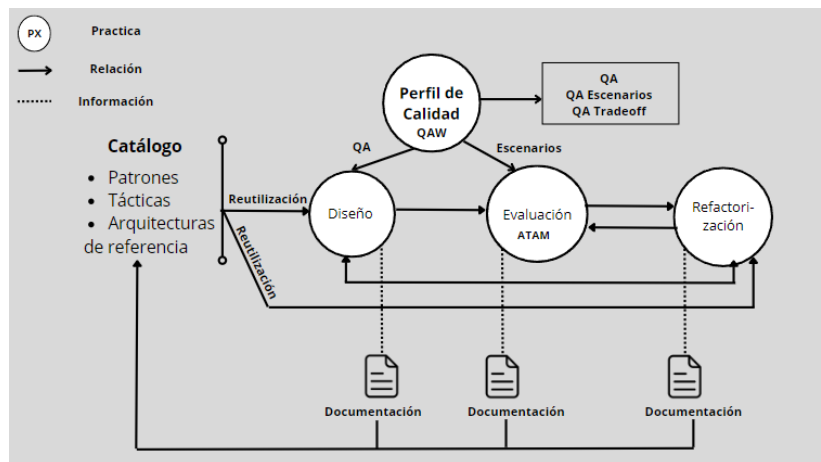 PX
Practica
Relación
Información
Perfil de
Calidad
QAW
QA
QA Escenarios
QA Tradeoff
Catálogo
• Patrones
• Tácticas
• Arquitecturas
de referencia
QA
Escenarios
Reutilización
Reutilización
Diseño
Evaluación
ATAM
Refactori-
zación
Documentación
Documentación
Documentación